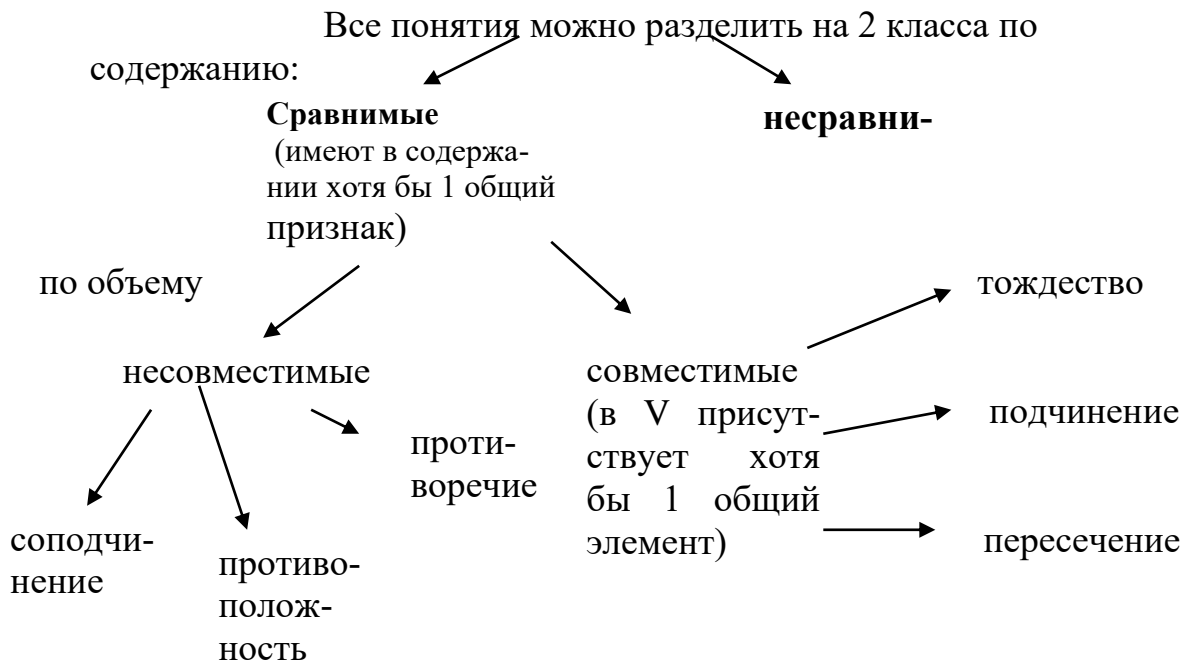 Все понятия можно разделить на 2 класса по
содержанию:
Сравнимые
(имеют в содержа-
нии хотя бы 1 общий
признак)
несравни-
по объему
несовместимые
соподчи-
нение
противо-
полож-
ность
проти-
воречие
совместимые
(в V присут-
ствует хотя
бы 1 общий
элемент)
тождество
подчинение
пересечение